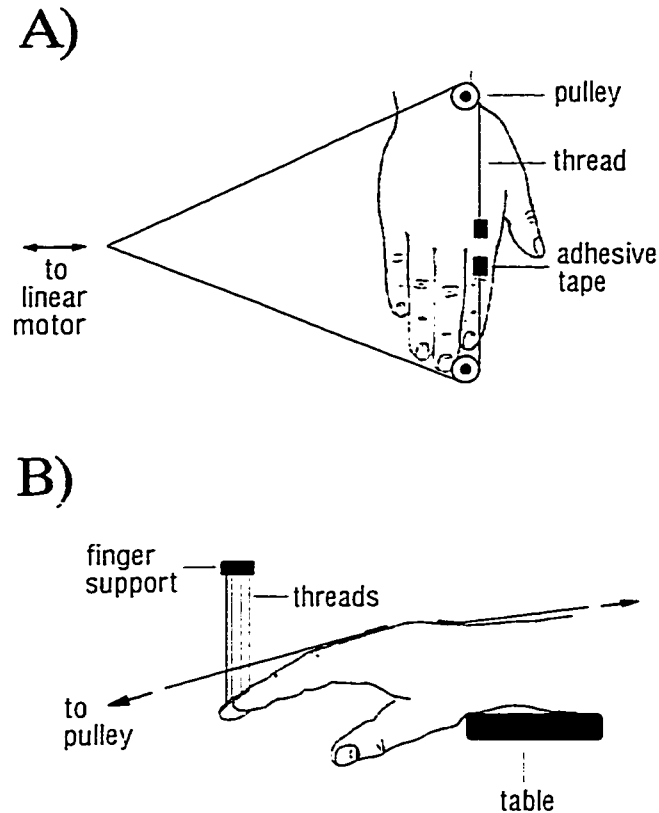 A)
pulley
thread
adhesive
tape
to
linear
motor
B)
finger
support
threads
to
pulley
table